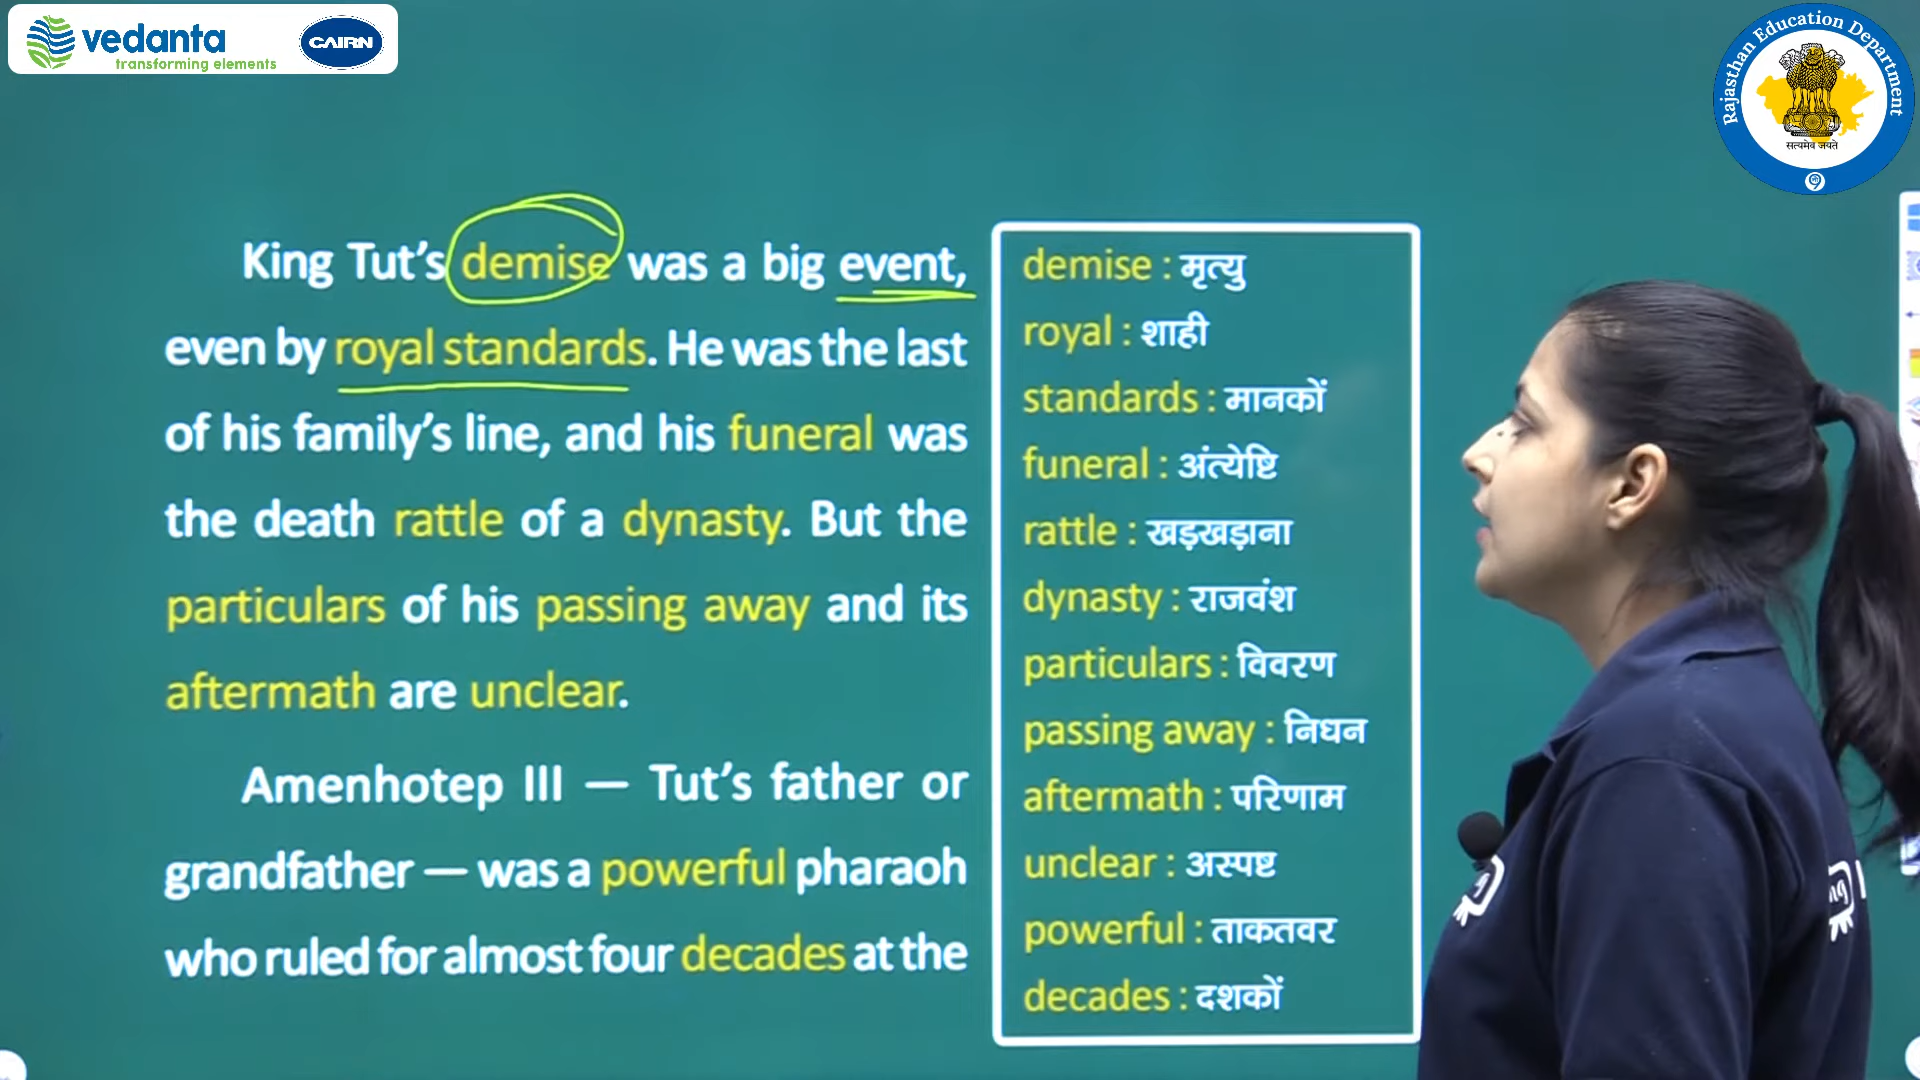 vedanta
transforming elements
CAIRN
Rajasthan Education Department
सत्यमेव जयते
King Tut’s demise was a big event,
even by royal standards. He was the last
of his family’s line, and his funeral was
the death rattle of a dynasty. But the
particulars of his passing away and its
aftermath are unclear.
Amenhotep III — Tut’s father or
grandfather — was a powerful pharaoh
who ruled for almost four decades at the
demise : मृत्यु
royal : शाही
standards : मानकों
funeral : अंत्येष्टि
rattle : खड़खड़ाना
dynasty : राजवंश
particulars : विवरण
passing away : निधन
aftermath : परिणाम
unclear : अस्पष्ट
powerful : ताकतवर
decades : दशकों